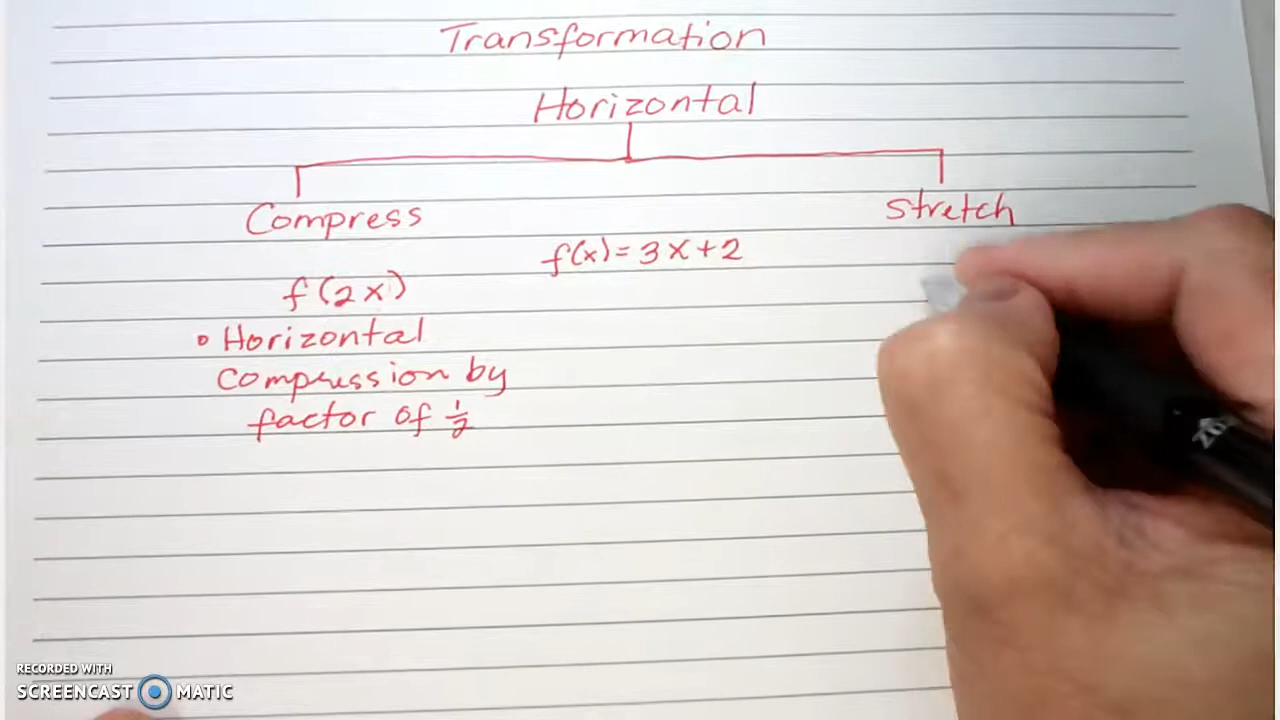 Transformation
Horizontal
Compress
Stretch
f(x) = 3x + 2
f(2x)
• Horizontal
compression by
factor of 1/2
RECORDED WITH
SCREENCAST MATIC